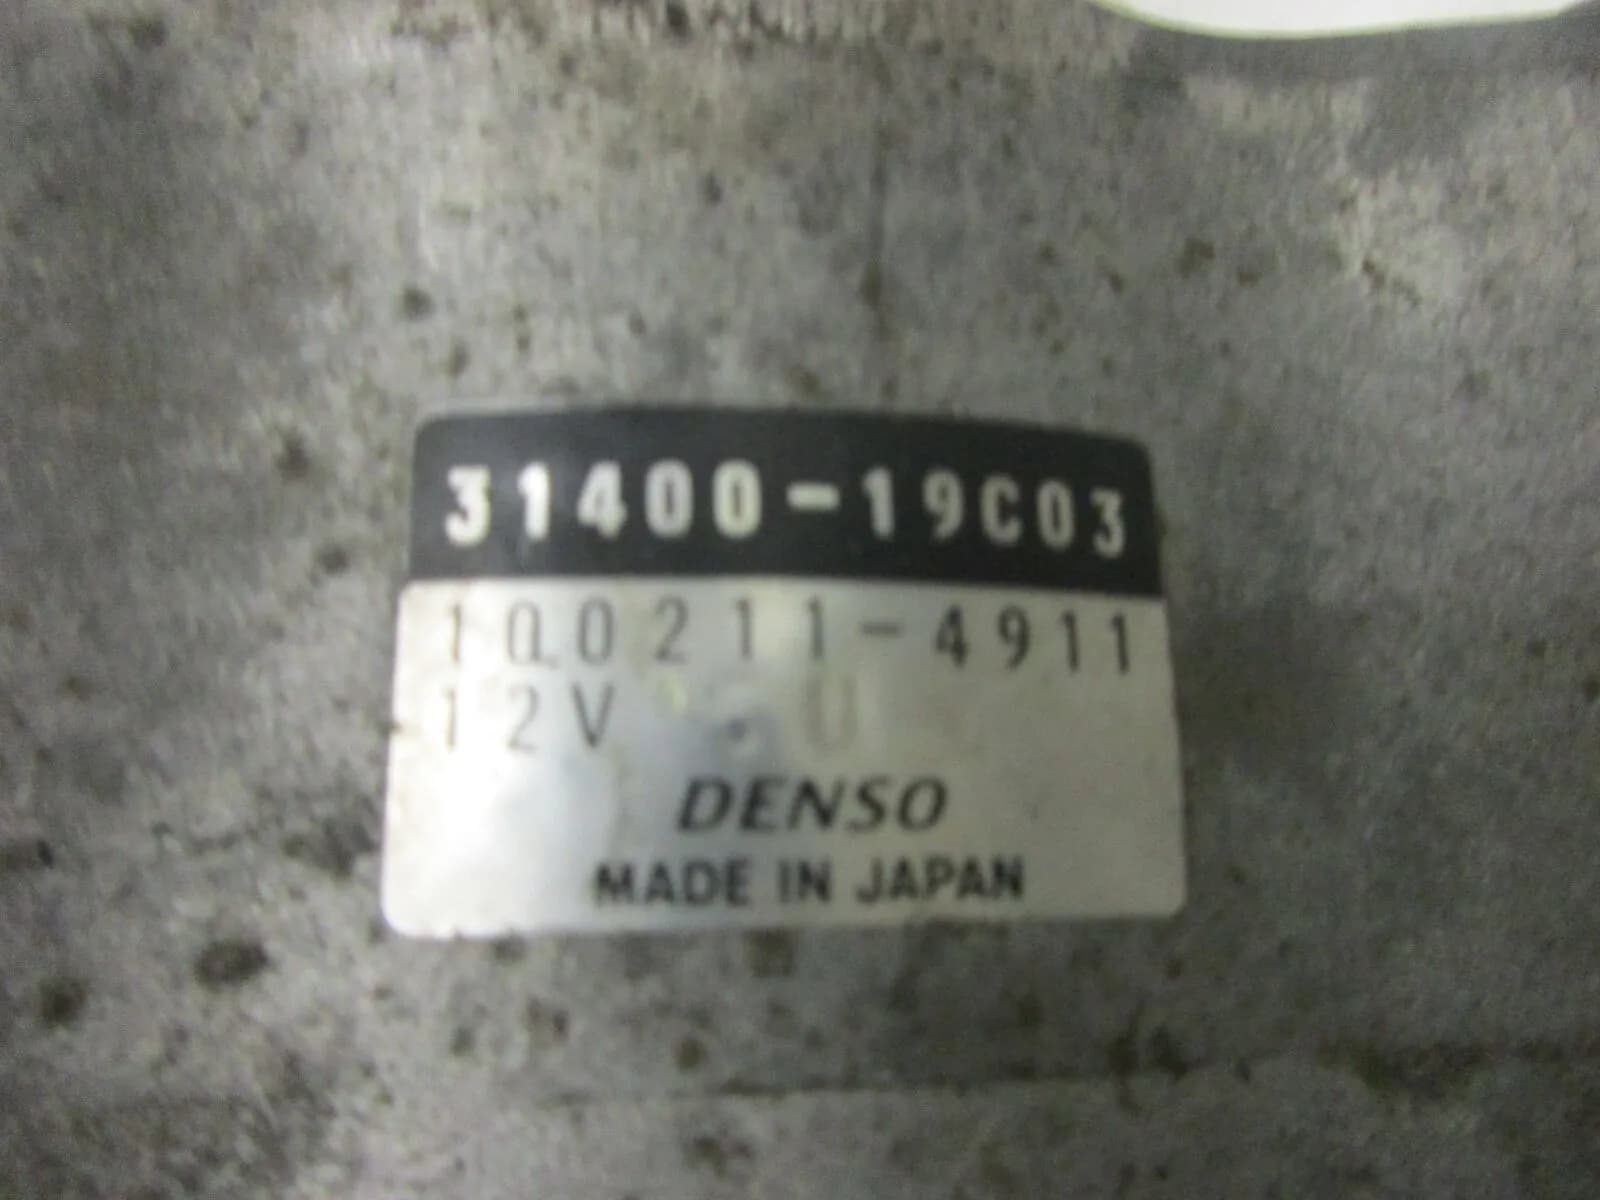 31400-19C03
100211-4911
12V U
DENSO
MADE IN JAPAN